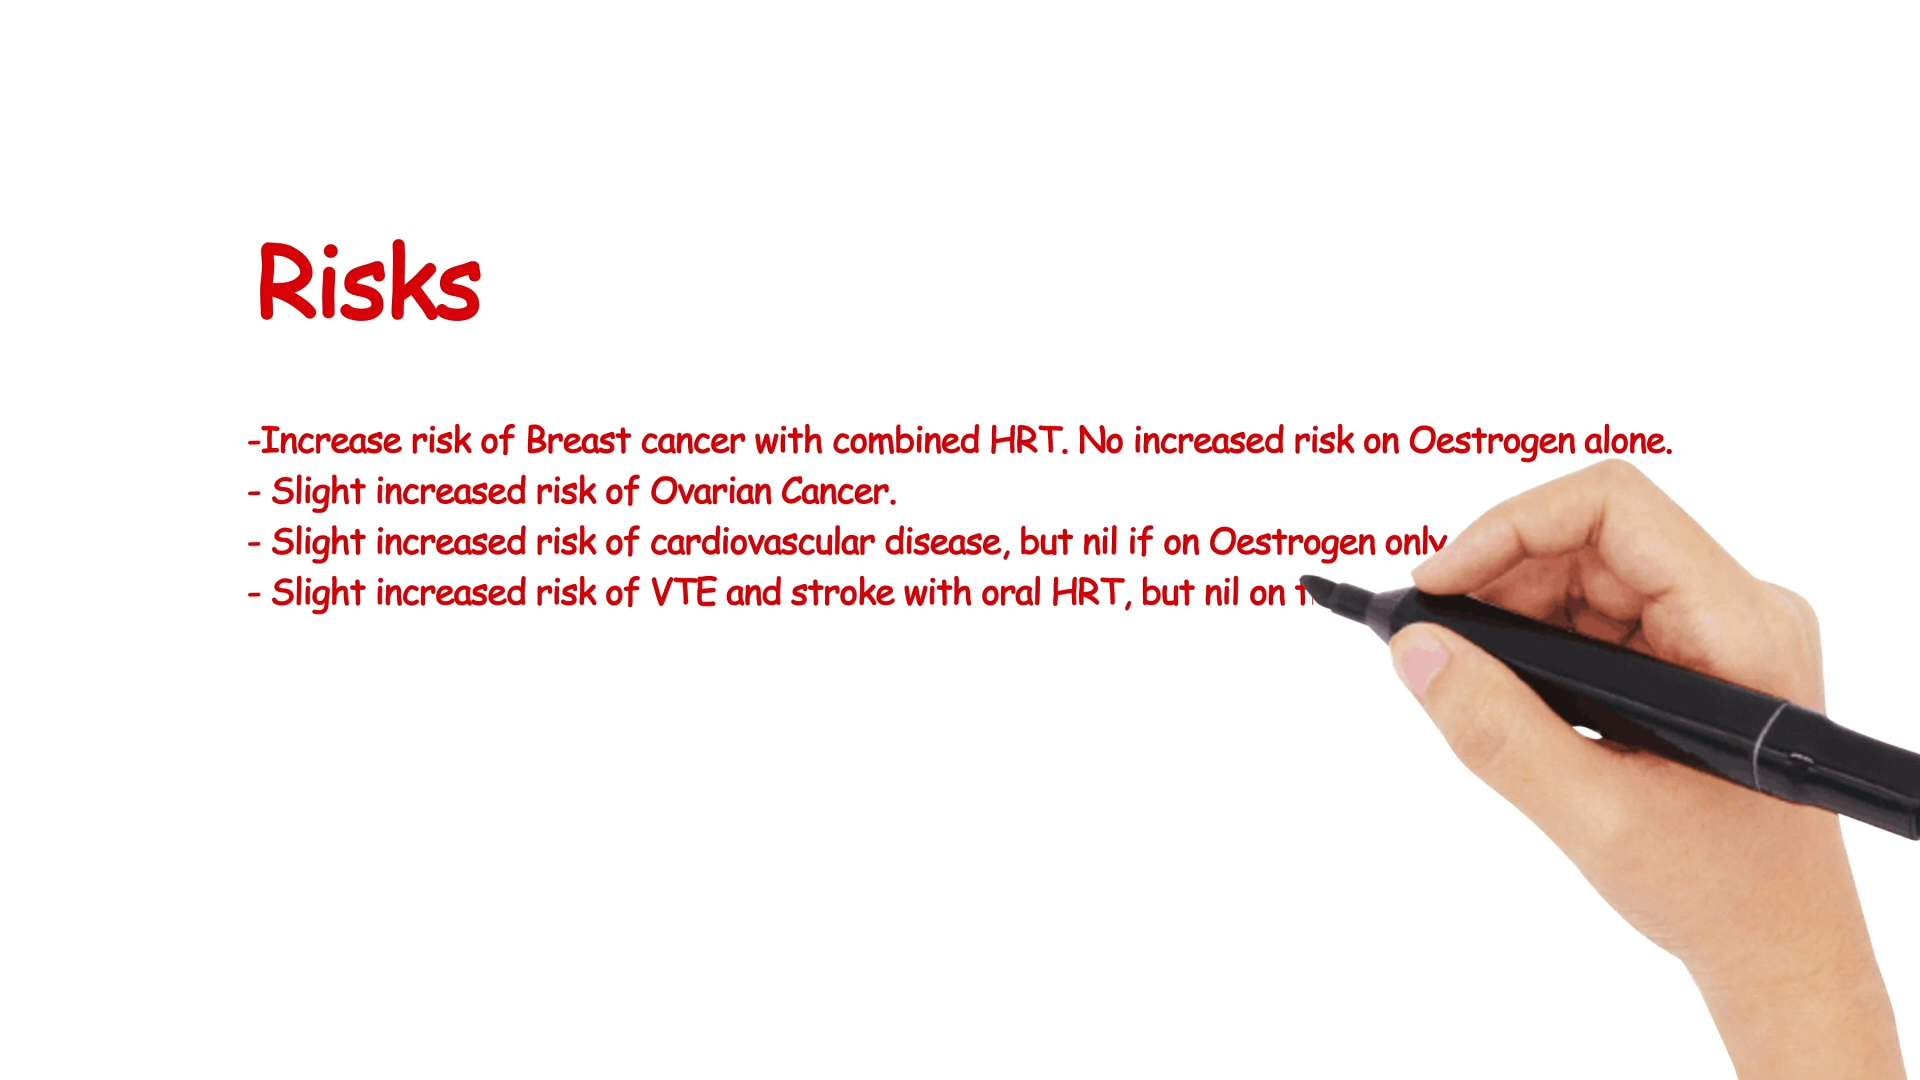 Risks
-Increase risk of Breast cancer with combined HRT. No increased risk on Oestrogen alone.
- Slight increased risk of Ovarian Cancer.
- Slight increased risk of cardiovascular disease, but nil if on Oestrogen only
- Slight increased risk of VTE and stroke with oral HRT, but nil on